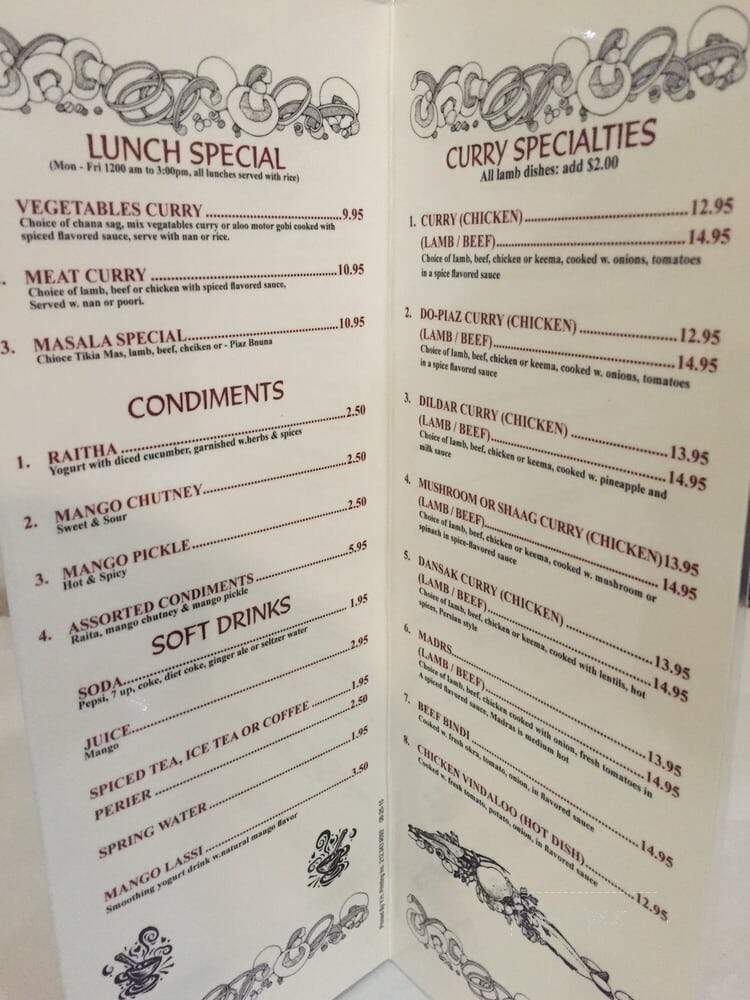 LUNCH SPECIAL
(Mon - Fri 1200 am to 3:00pm, all lunches served with rice)
VEGETABLES CURRY 9.95
Choice of chana sag, mix vegatables curry or aloo motor gobi cooked with
spiced flavored sauce, serve with nan or rice.
MEAT CURRY 10.95
Choice of lamb, beef or chicken with spiced flavored sauce,
Served w. nan or poori.
3. MASALA SPECIAL 10.95
Chioce Tikia Mas, lamb, beef, cheiken or - Piaz Bnuna
CONDIMENTS
1. RAITHA 2.50
Yogurt with diced cucumber, garnished w.herbs & spices
2. MANGO CHUTNEY 2.50
Sweet & Sour
3. MANGO PICKLE 2.50
Hot & Spicy
4. ASSORTED CONDIMENTS 5.95
Raita, mango chutney & mango pickle
SOFT DRINKS
SODA 1.95
Pepsi, 7 up, coke, diet coke, ginger ale or seltzer water
JUICE 2.95
Mango
SPICED TEA, ICE TEA OR COFFEE 1.95
PERIER 2.50
SPRING WATER 1.95
MANGO LASSI 3.50
Smoothing yogurt drink w.natural mango flavor
CURRY SPECIALTIES
All lamb dishes: add $2.00
1. CURRY (CHICKEN) 12.95
(LAMB / BEEF) 14.95
Choice of lamb, beef, chicken or keema, cooked w. onions, tomatoes
in a spice flavored sauce
2. DO-PIAZ CURRY (CHICKEN) 12.95
(LAMB / BEEF) 14.95
Choice of lamb, beef, chicken or keema, cooked w. onions, tomatoes
in a spice flavored sauce
3. DILDAR CURRY (CHICKEN) 13.95
(LAMB / BEEF) 14.95
Choice of lamb, beef, chicken or keema, cooked w. pineapple and
milk sauce
4. MUSHROOM OR SHAAG CURRY (CHICKEN) 13.95
(LAMB / BEEF) 14.95
Choice of lamb, beef, chicken or keema, cooked w. mushroom or
spinach in spice-flavored sauce
5. DANSAK CURRY (CHICKEN) 13.95
(LAMB / BEEF) 14.95
Choice of lamb, beef, chicken or keema, cooked with lentils, hot
spices, Persian style
6. MADRS 13.95
(LAMB / BEEF) 14.95
Choice of lamb, beef, chicken cooked with onion, fresh tomatoes in
A spiced flavored sauce, Madras is medium hot
7. BEEF BINDI 14.95
Cooked w. fresh okra, tomato, onion, in flavored sauce
8. CHICKEN VINDALOO (HOT DISH) 12.95
Cooked w. fresh tomato, potato, onion, in flavored sauce